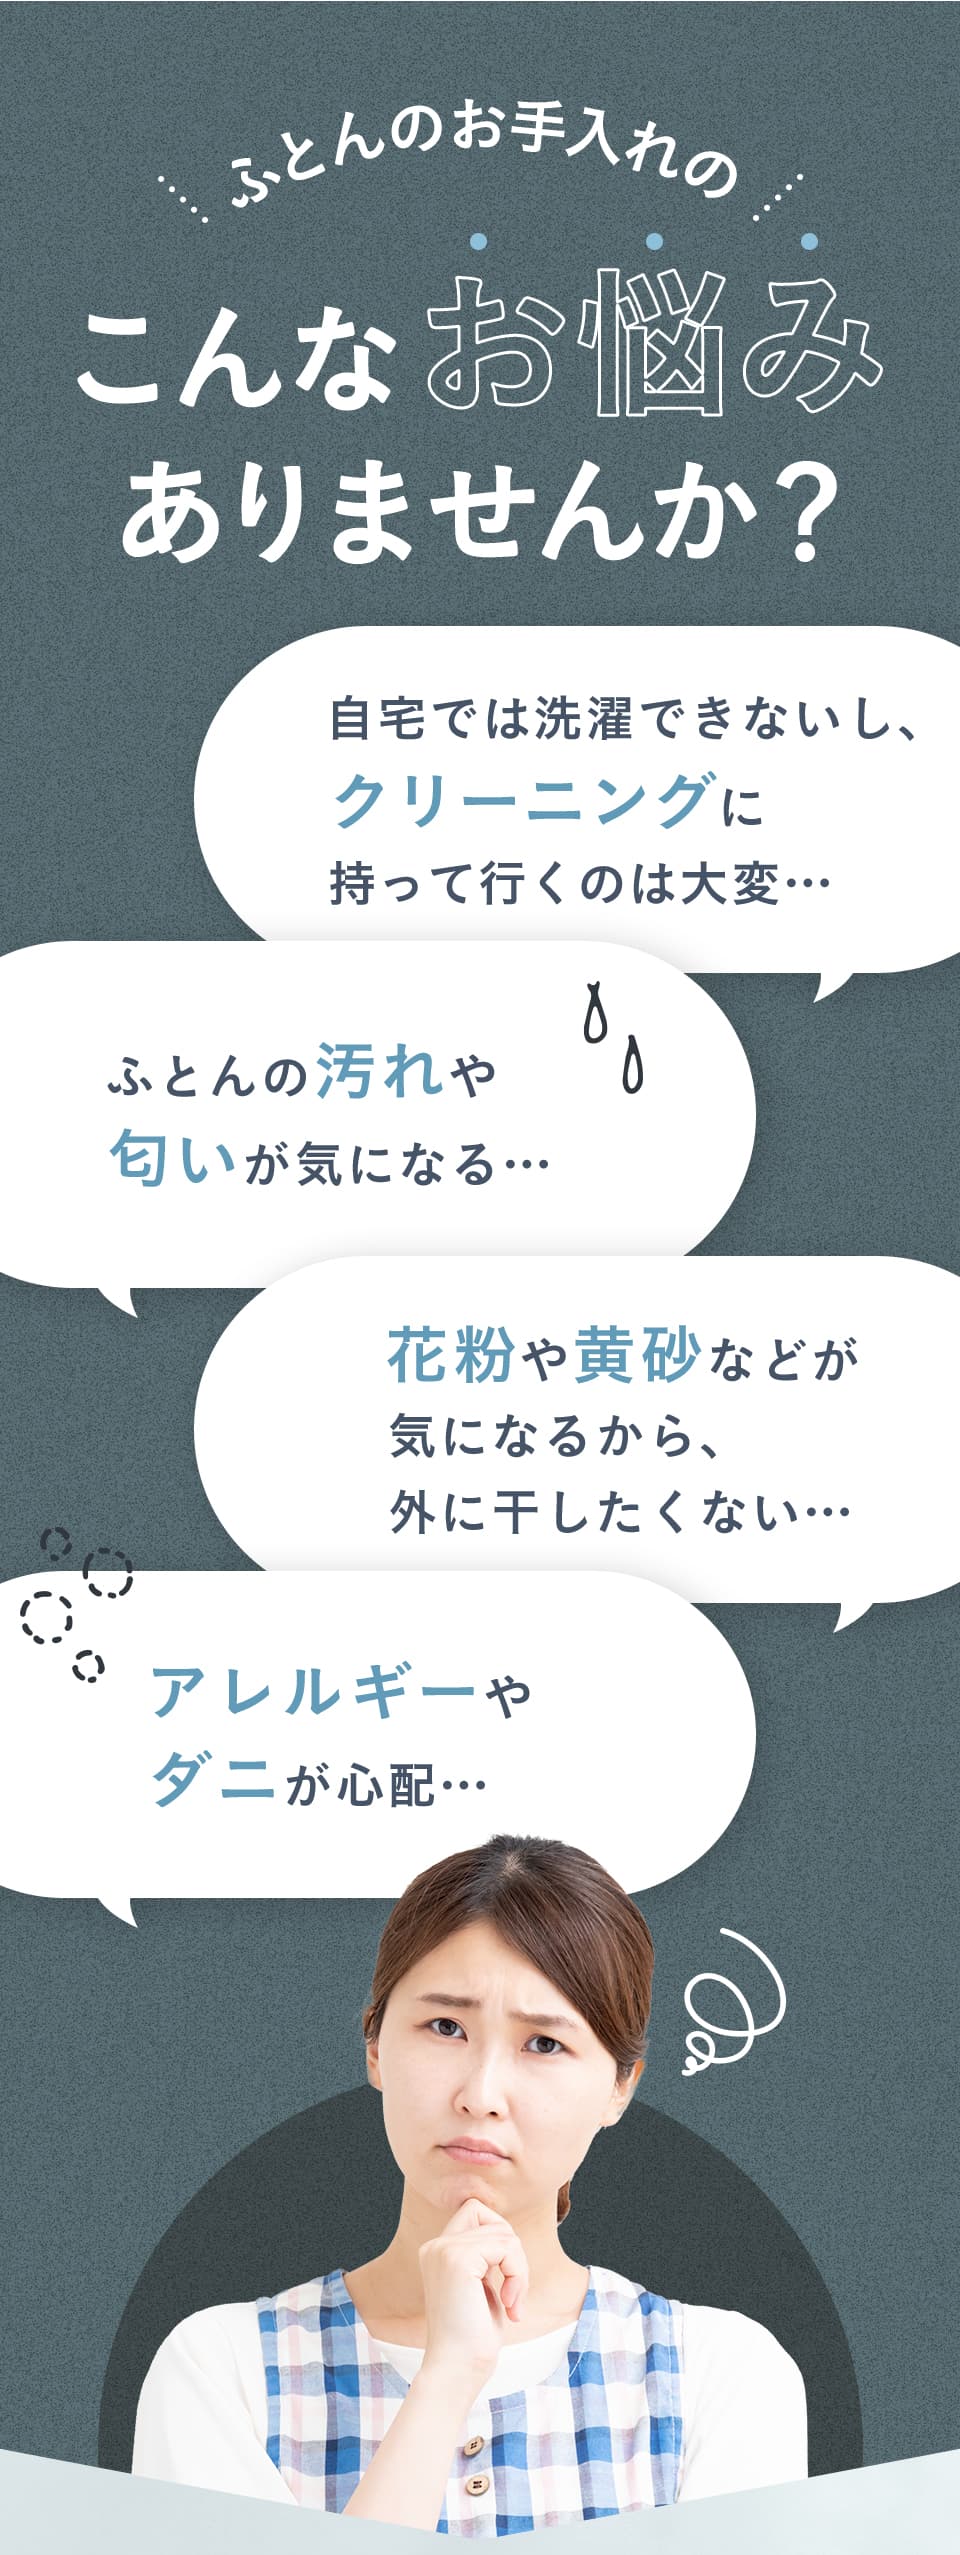 ふとんのお手入れの
こんなお悩み
ありませんか？
自宅では洗濯できないし、
クリーニングに
持って行くのは大変…
ふとんの汚れや
匂いが気になる…
花粉や黄砂などが
気になるから、
外に干したくない…
アレルギーや
ダニが心配…